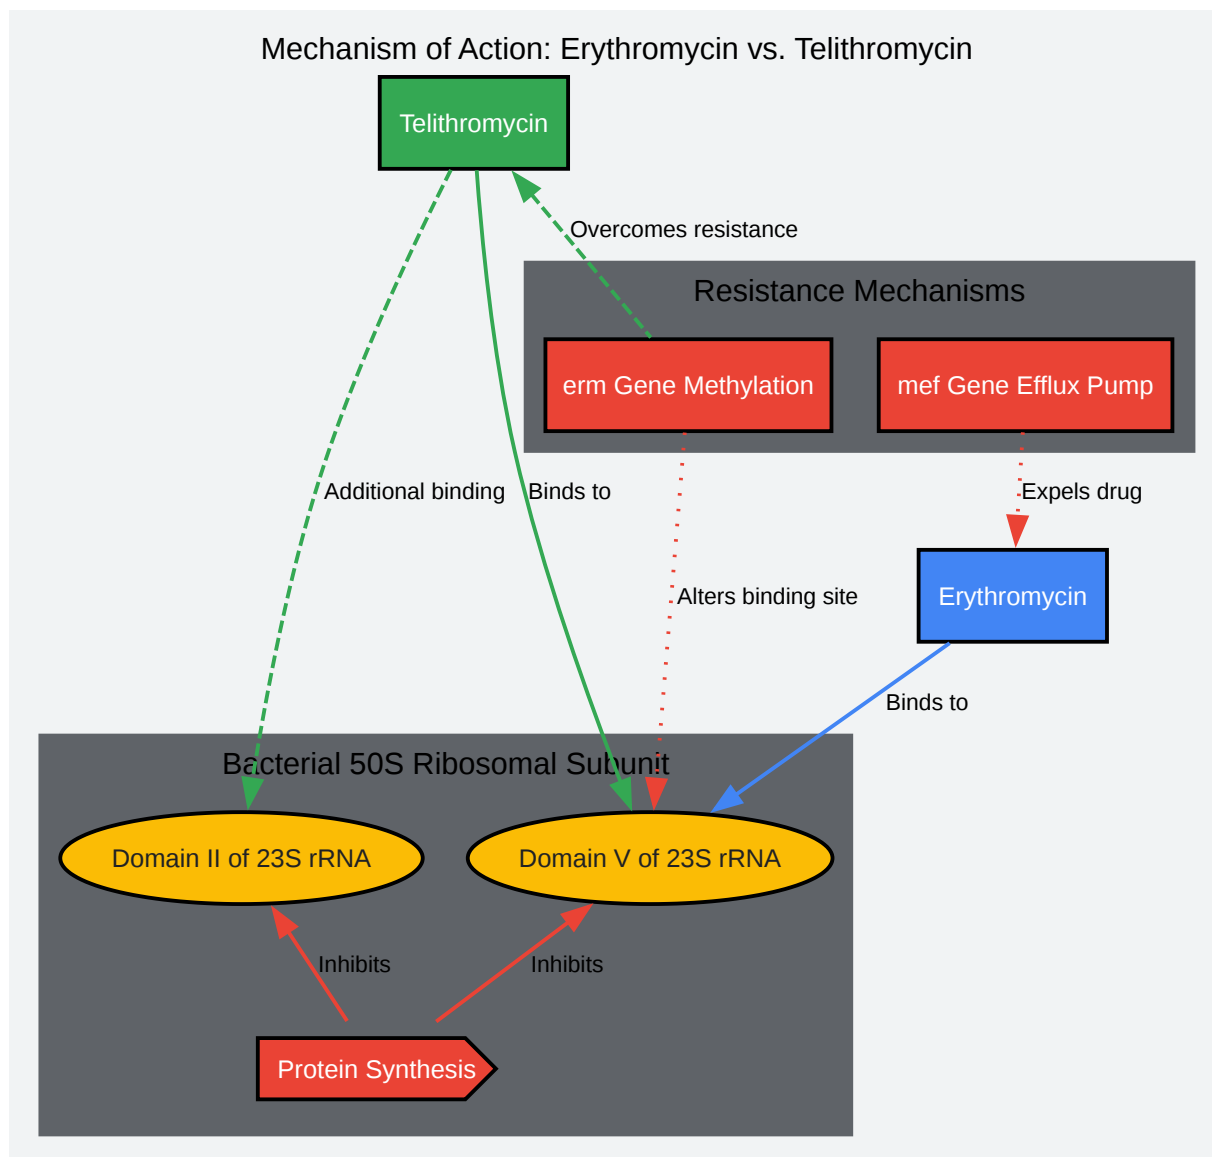 Mechanism of Action: Erythromycin vs. Telithromycin
Telithromycin
Overcomes resistance
Resistance Mechanisms
erm Gene Methylation
mef Gene Efflux Pump
Additional binding
Binds to
Expels drug
Alters binding site
Erythromycin
Binds to
Bacterial 50S Ribosomal Subunit
Domain II of 23S rRNA
Domain V of 23S rRNA
Inhibits
Inhibits
Protein Synthesis